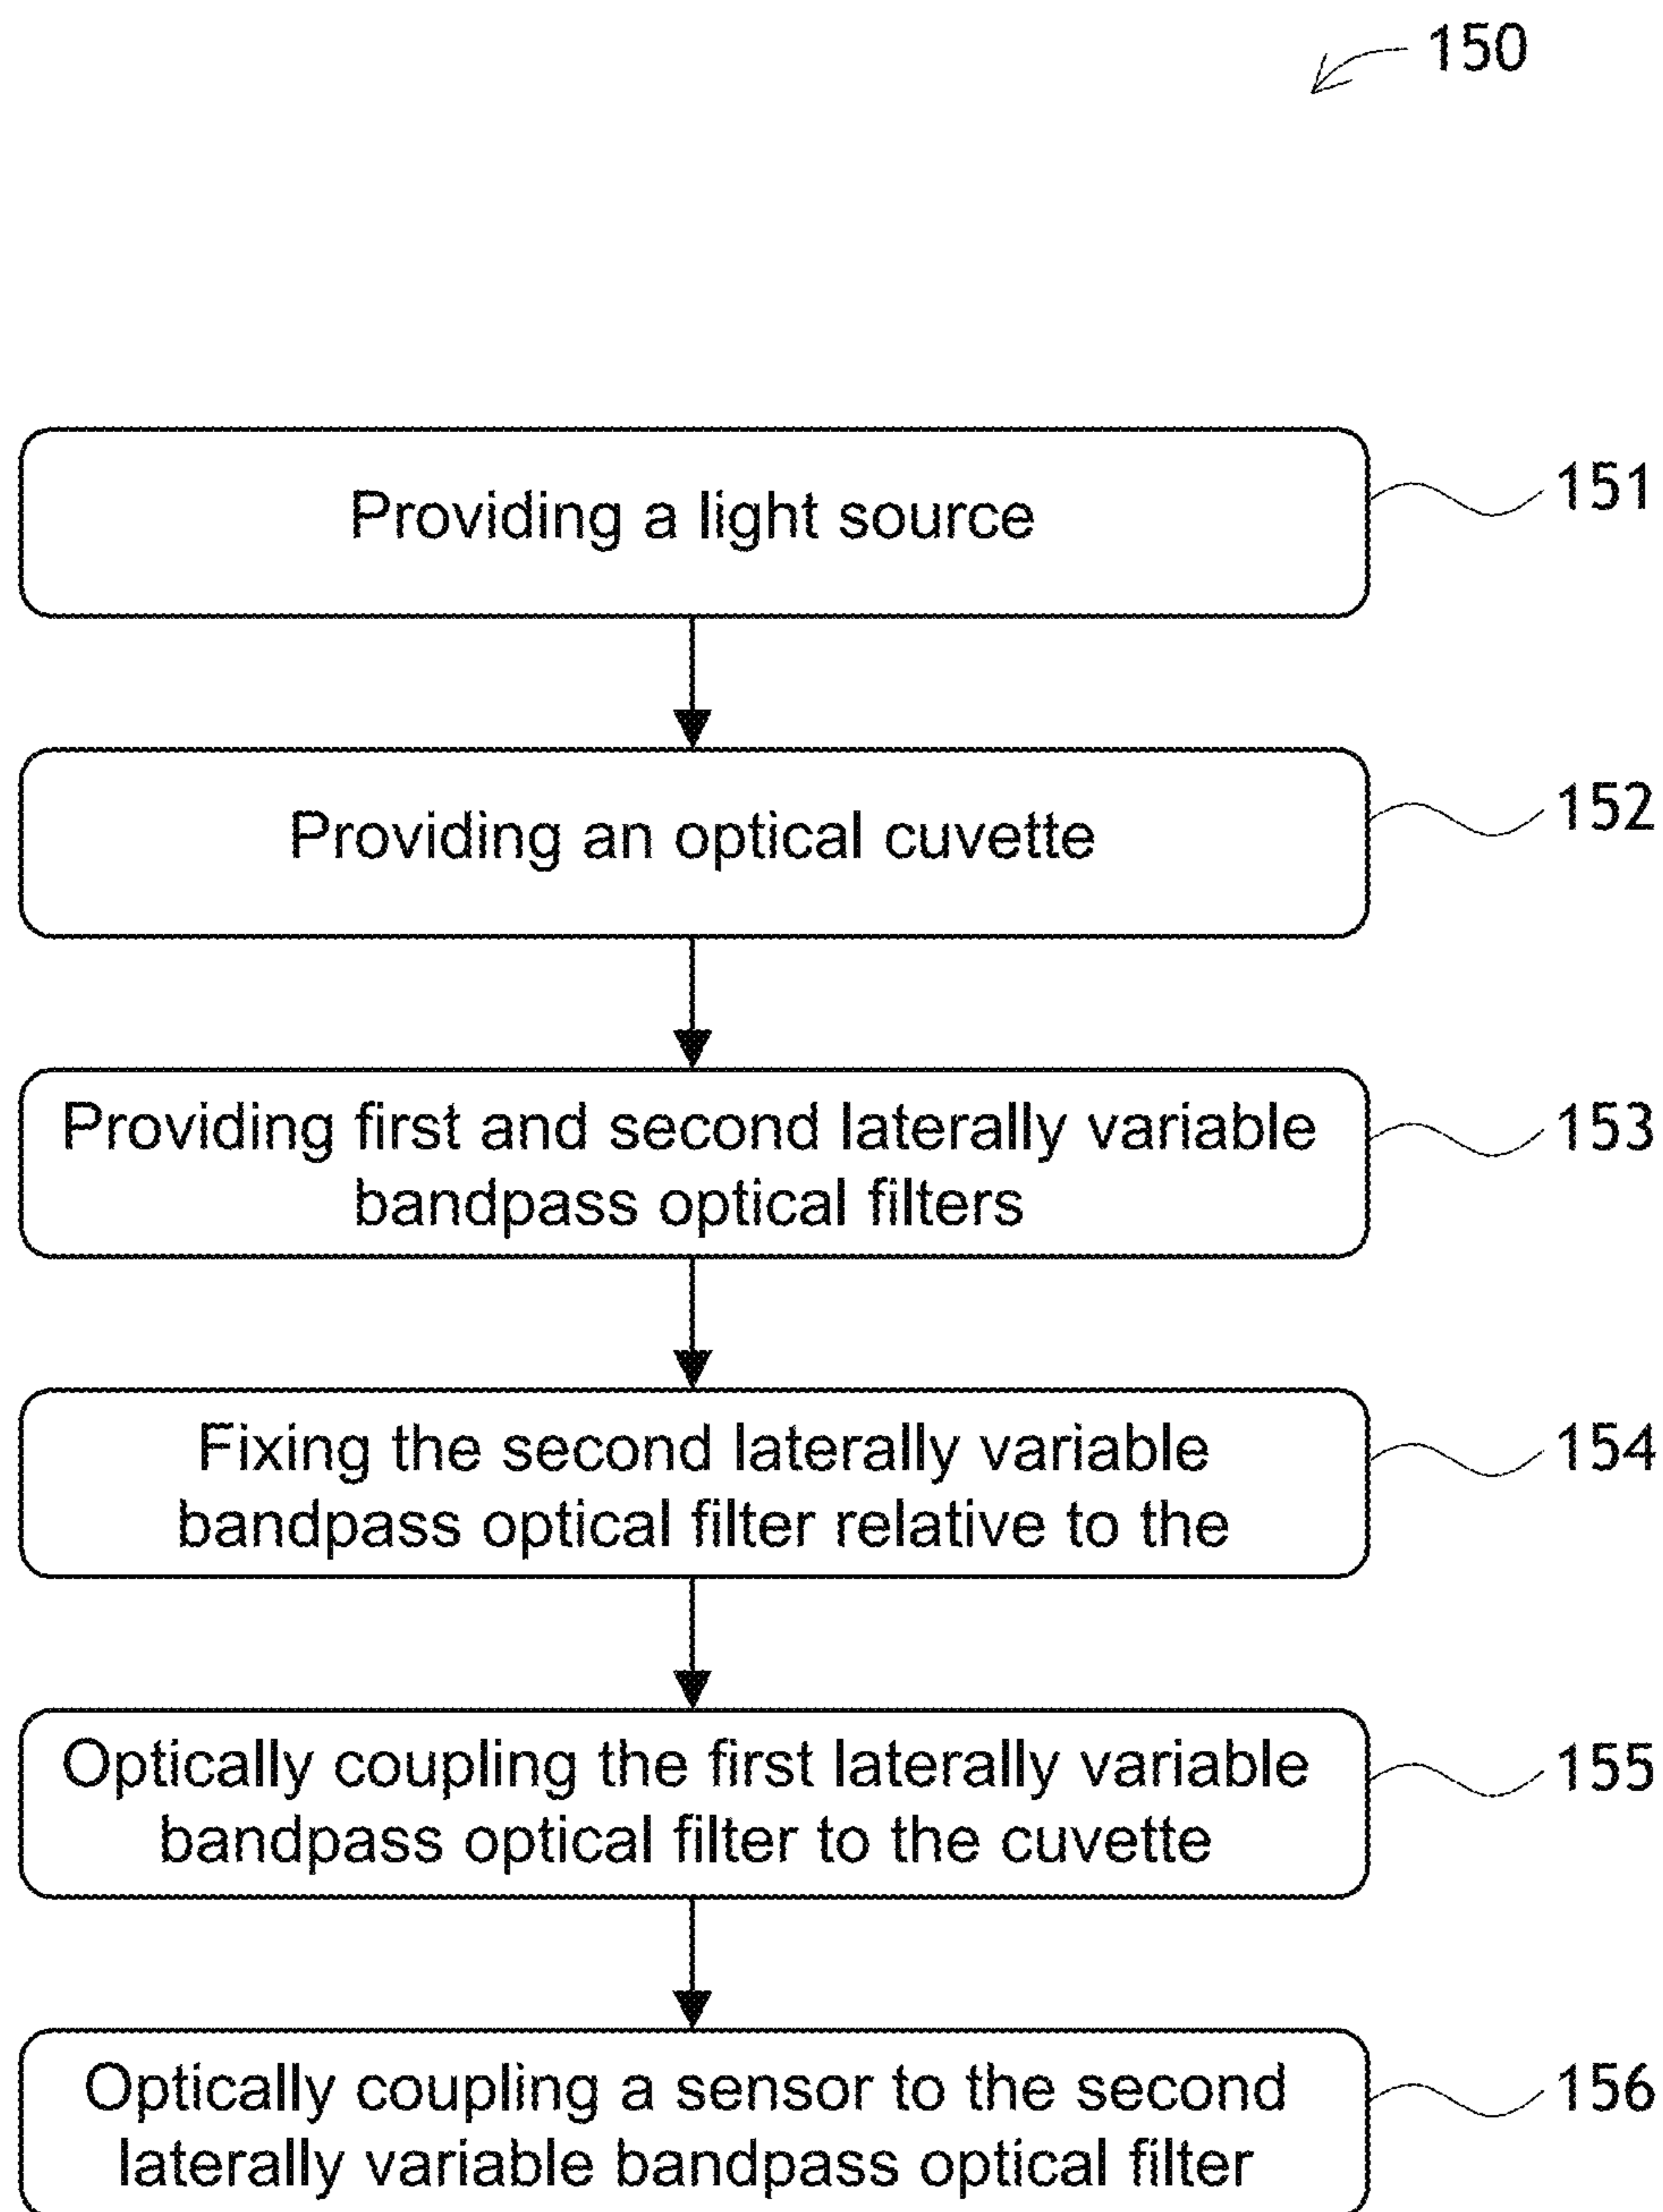 150
Providing a light source
151
Providing an optical cuvette
152
Providing first and second laterally variable
bandpass optical filters
153
Fixing the second laterally variable
bandpass optical filter relative to the
154
Optically coupling the first laterally variable
bandpass optical filter to the cuvette
155
Optically coupling a sensor to the second
laterally variable bandpass optical filter
156